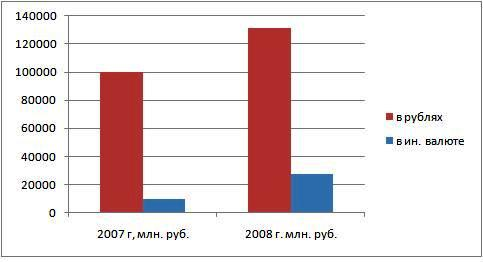 140000
120000
100000
80000
60000
40000
20000
0
2007 г, млн. руб.
2008 г. млн. руб.
в рублях
в ин. валюте